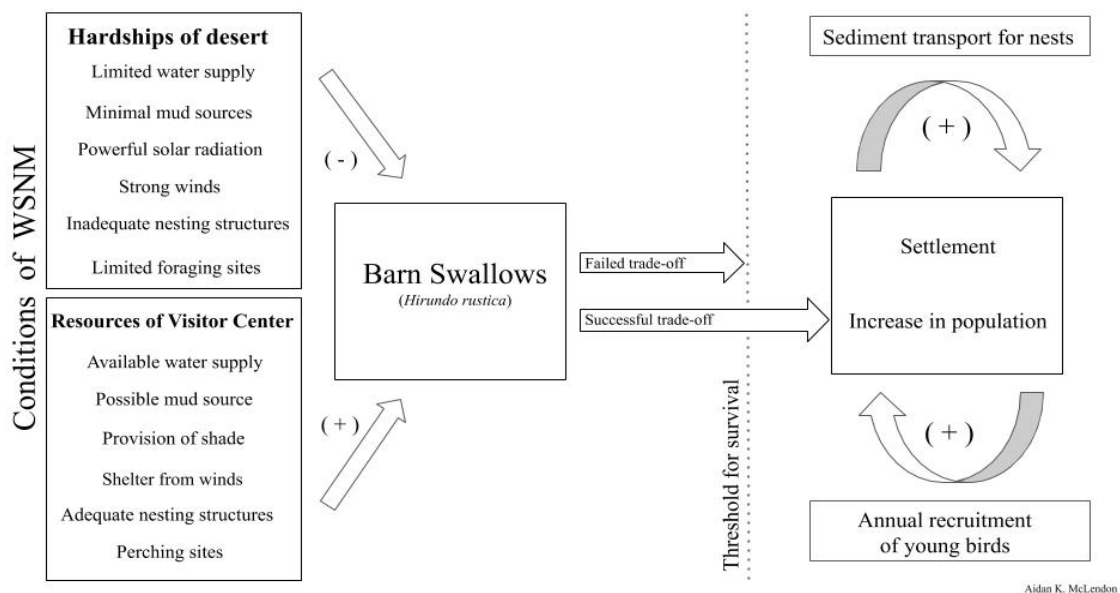 Conditions of WSNM
Hardships of desert
Limited water supply
Minimal mud sources
Powerful solar radiation
Strong winds
Inadequate nesting structures
Limited foraging sites
Resources of Visitor Center
Available water supply
Possible mud source
Provision of shade
Shelter from winds
Adequate nesting structures
Perching sites
( - )
( + )
Barn Swallows
(Hirundo rustica)
Failed trade-off
Successful trade-off
Threshold for survival
Sediment transport for nests
( + )
Settlement
Increase in population
( + )
Annual recruitment
of young birds
Aidan K. McLendon